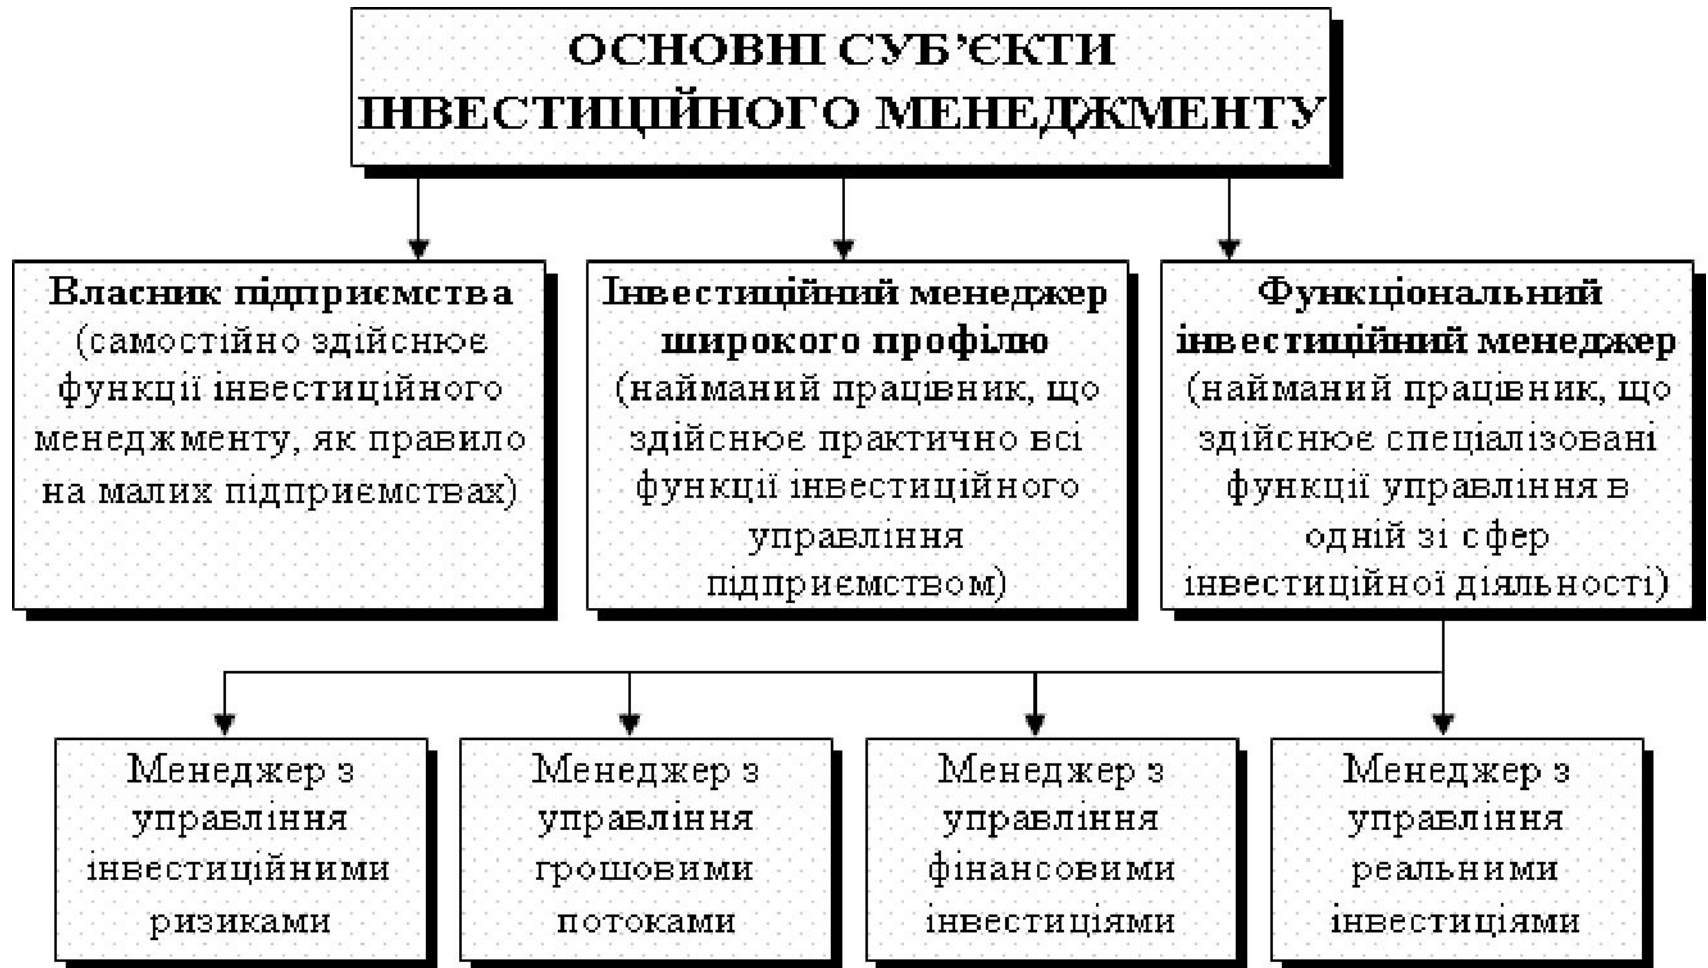 ОСНОВНІ СУБ’ЄКТИ
ІНВЕСТИЦІЙНОГО МЕНЕДЖМЕНТУ
Власник підприємства
(самостійно здійснює
функції інвестиційного
менеджменту, як правило
на малих підприємствах)
Інвестиційний менеджер
широкого профілю
(найманий працівник, що
здійснює практично всі
функції інвестиційного
управління
підприємством)
Функціональний
інвестиційний менеджер
(найманий працівник, що
здійснює спеціалізовані
функції управління в
одній зі сфер
інвестиційної діяльності)
Менеджер з
управління
інвестиційними
ризиками
Менеджер з
управління
грошовими
потоками
Менеджер з
управління
фінансовими
інвестиціями
Менеджер з
управління
реальними
інвестиціями